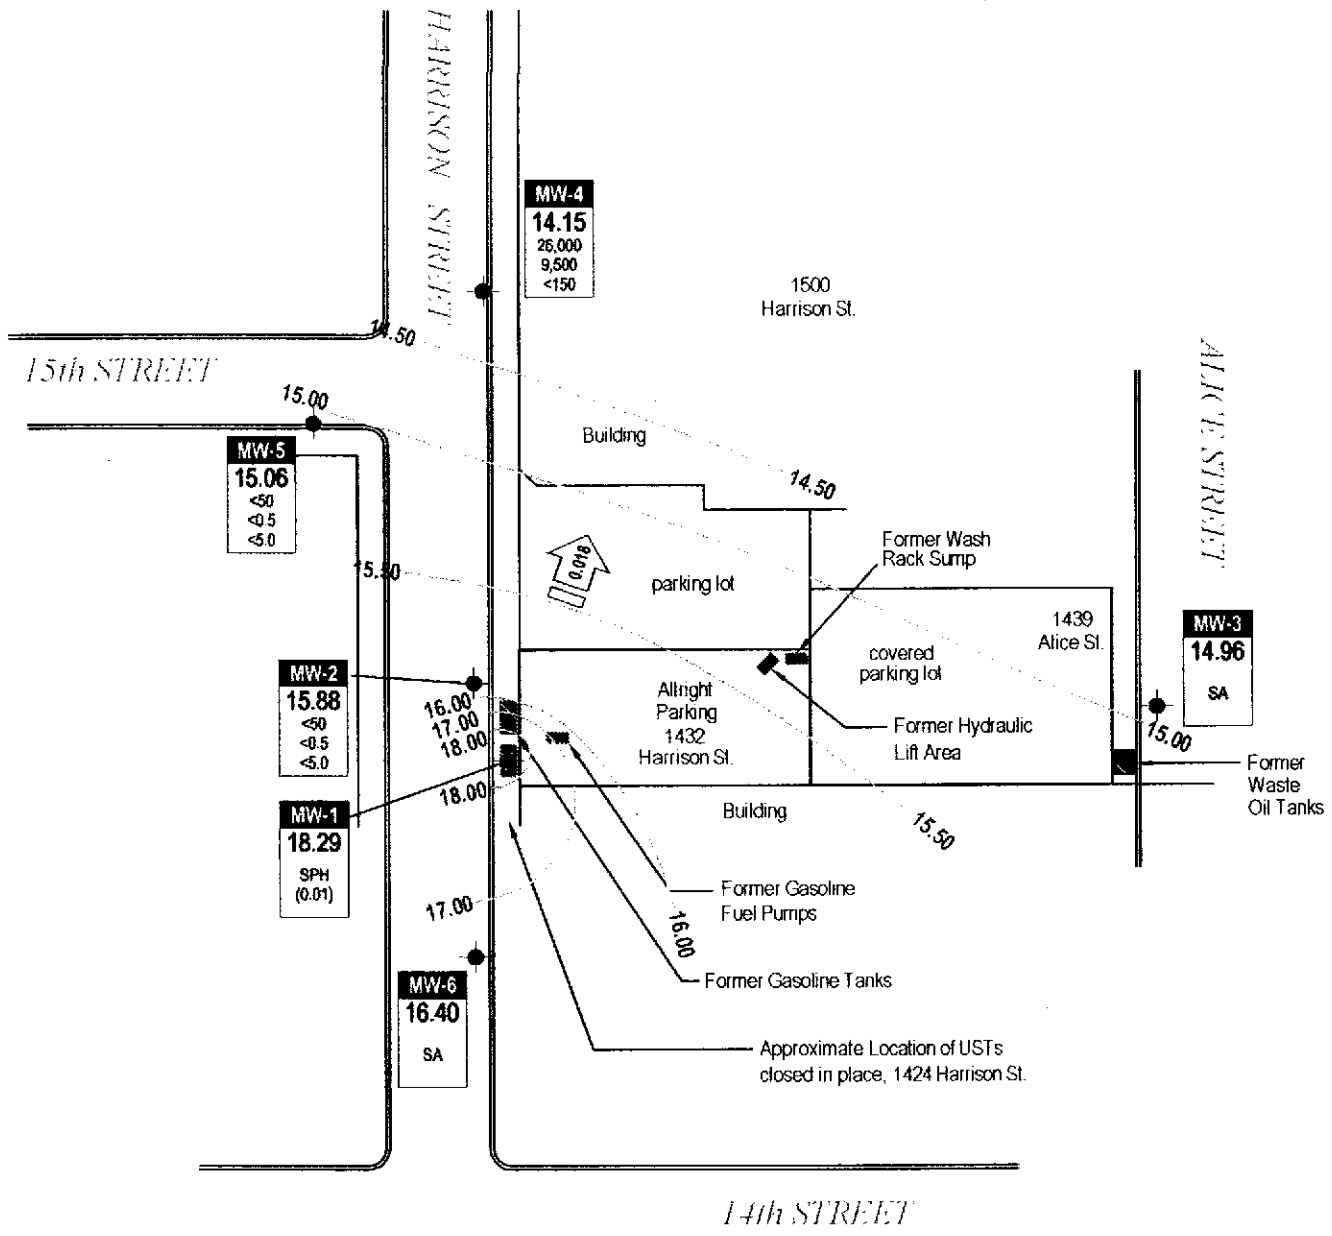 HARRISON STREET
MW-4
14.15
26,000
9,500
<150
1500
Harrison St.
14.50
15th STREET
15.00
ALICE STREET
Building
MW-5
15.06
<50
<0.5
<5.0
14.50
0.018
Former Wash
Rack Sump
15.50
parking lot
1439
Alice St.
MW-3
14.96
SA
covered
parking lot
MW-2
15.88
<50
<0.5
<5.0
16.00
17.00
18.00
Allright
Parking
1432
Harrison St.
Former Hydraulic
Lift Area
15.00
Former
Waste
Oil Tanks
18.00
MW-1
18.29
SPH
(0.01)
Building
15.50
Former Gasoline
Fuel Pumps
17.00
16.00
MW-6
16.40
SA
Former Gasoline Tanks
Approximate Location of USTs
closed in place, 1424 Harrison St.
14th STREET